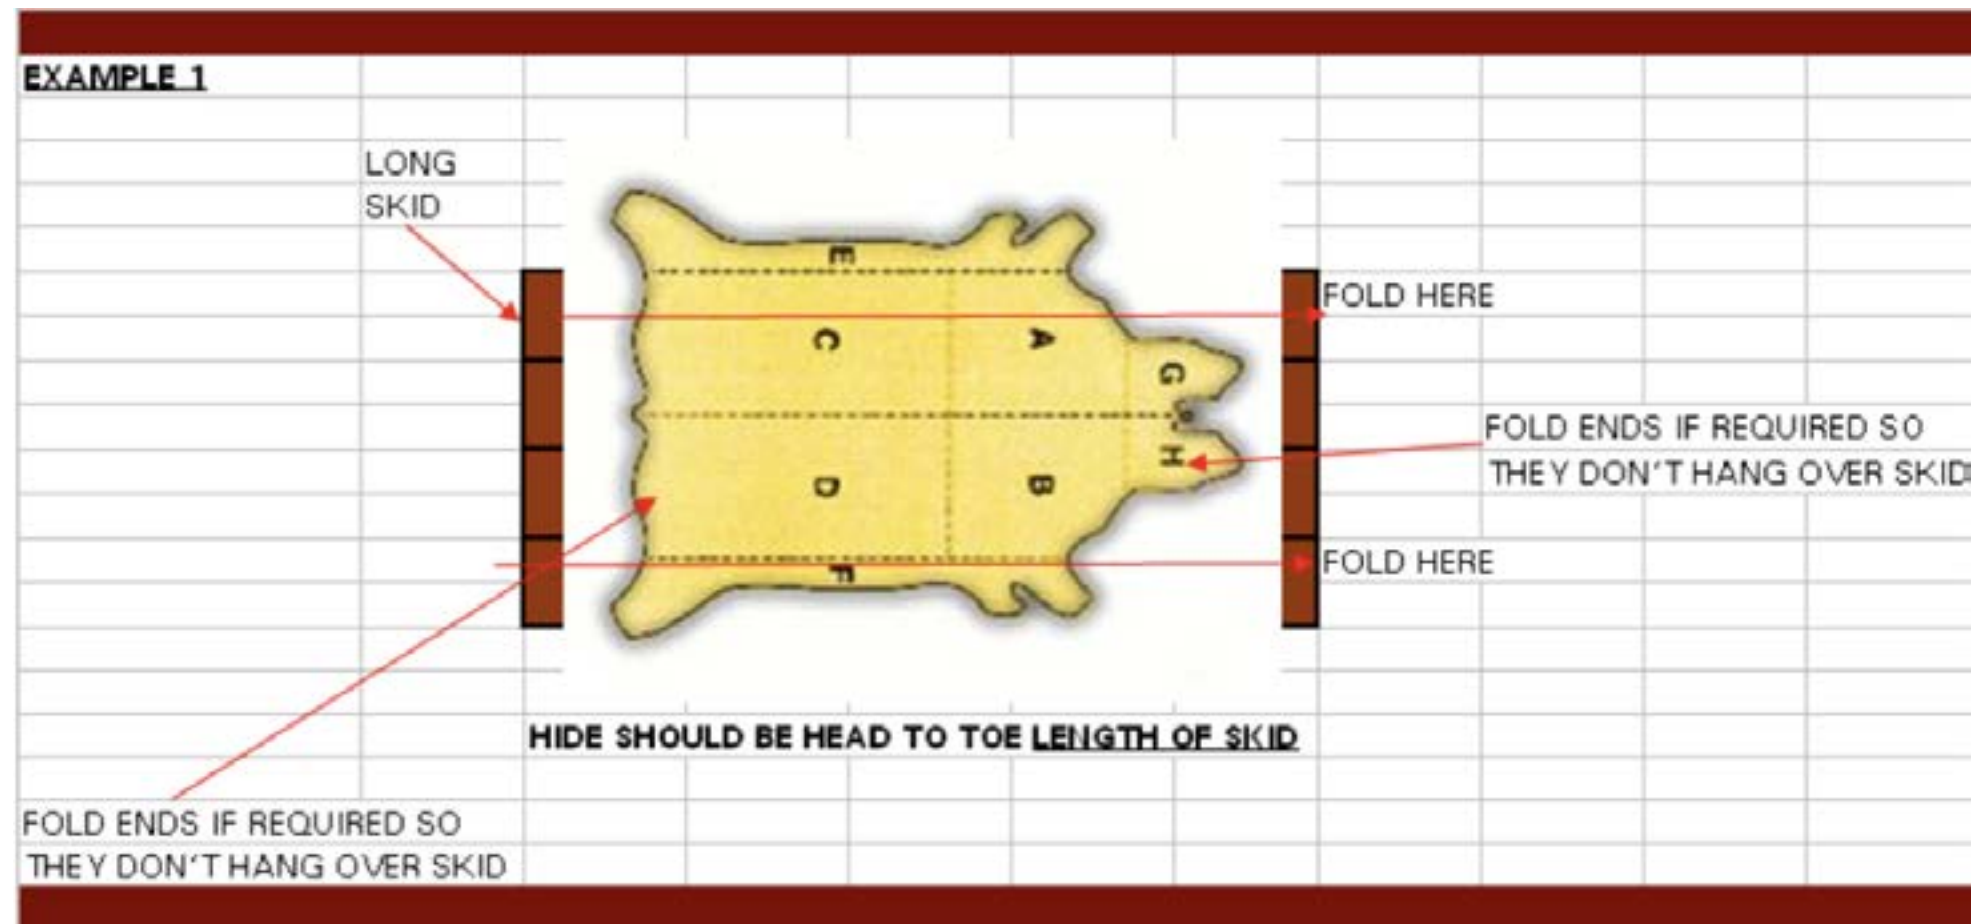 EXAMPLE 1
LONG
SKID
E
FOLD HERE
C
A
G
FOLD ENDS IF REQUIRED SO
THEY DON'T HANG OVER SKID
H
D
B
FOLD HERE
F
HIDE SHOULD BE HEAD TO TOE LENGTH OF SKID
FOLD ENDS IF REQUIRED SO
THEY DON'T HANG OVER SKID